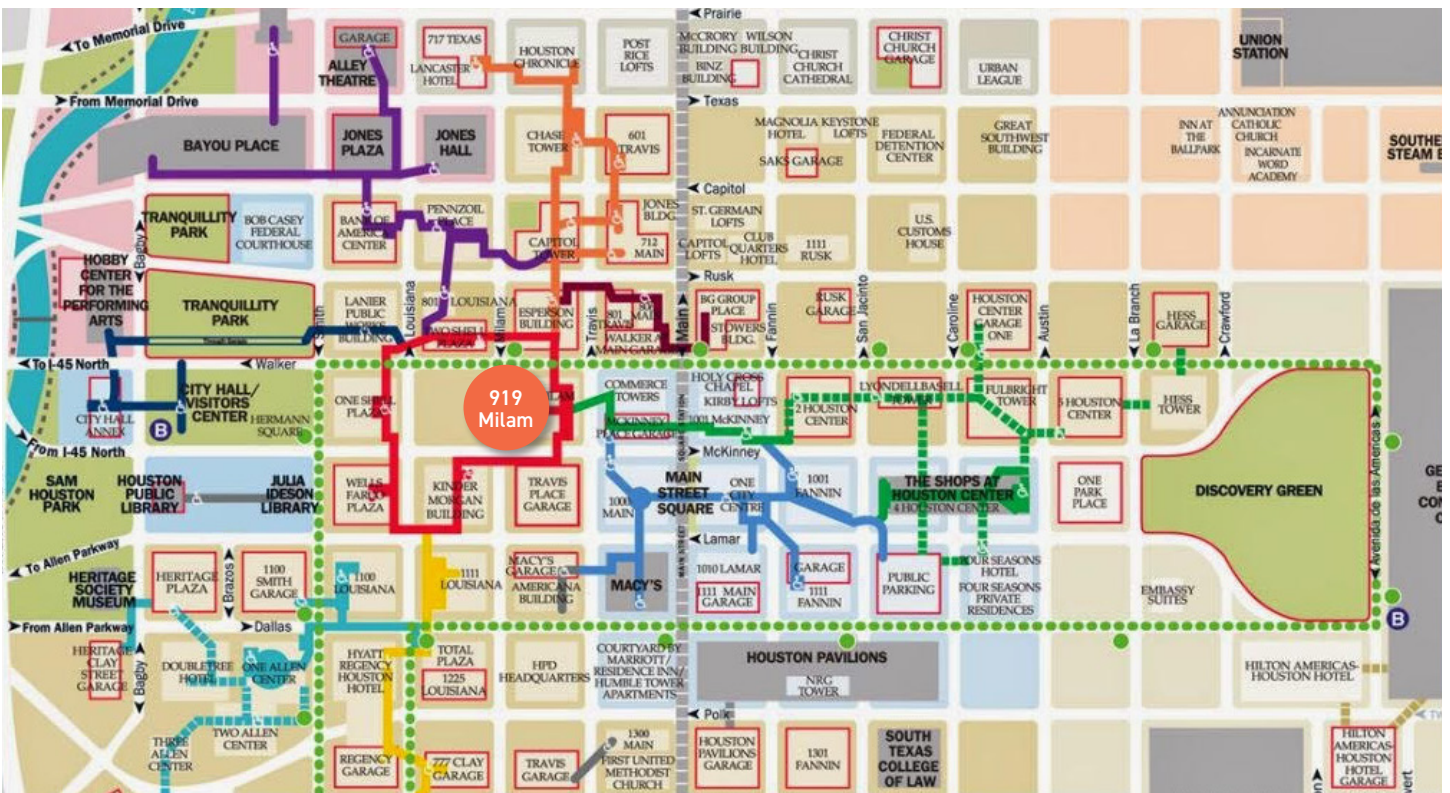 Prairie
To Memorial Drive
GARAGE
ALLEY
THEATRE
717 TEXAS
LANCASTER
HOTEL
HOUSTON
CHRONICLE
POST
RICE
LOFTS
McCRORY
BUILDING
WILSON
BUILDING
BINZ
BUILDING
CHRIST
CHURCH
CATHEDRAL
CHRIST
CHURCH
GARAGE
URBAN
LEAGUE
UNION
STATION
From Memorial Drive
Texas
BAYOU PLACE
JONES
PLAZA
JONES
HALL
CHASE
TOWER
601
TRAVIS
MAGNOLIA
HOTEL
KEYSTONE
LOFTS
SAKS GARAGE
FEDERAL
DETENTION
CENTER
GREAT
SOUTHWEST
BUILDING
INN AT
THE
BALLPARK
ANNUNCIATION
CATHOLIC
CHURCH
INCARNATE
WORD
ACADEMY
Capitol
TRANQUILLITY
PARK
BOB CASEY
FEDERAL
COURTHOUSE
BANK OF
AMERICA
CENTER
PENNZOIL
PLACE
CAPITOL
TOWER
JONES
BLDG.
712
MAIN
ST. GERMAIN
LOFTS
CAPITOL
LOFTS
CLUB
QUARTERS
HOTEL
1111
RUSK
U.S.
CUSTOMS
HOUSE
Bagby
Rusk
HOBBY
CENTER
FOR THE
PERFORMING
ARTS
TRANQUILLITY
PARK
Smith
LANIER
PUBLIC
WORKS
BUILDING
Louisiana
801 LOUISIANA
TWO SHELL
PLAZA
Milam
ESPERSON
BUILDING
Travis
801
TRAVIS
WALKER AT
MAIN GARAGE
Main
BG GROUP
PLACE
STOWERS
BLDG.
Fannin
RUSK
GARAGE
San Jacinto
Caroline
HOUSTON
CENTER
GARAGE
ONE
Austin
La Branch
HESS
GARAGE
Crawford
To I-45 North
Walker
CITY HALL
ANNEX
B
CITY HALL/
VISITORS
CENTER
HERMANN
SQUARE
ONE SHELL
PLAZA
919
Milam
COMMERCE
TOWERS
MCKINNEY
PLACE GARAGE
HOLY CROSS
CHAPEL
KIRBY LOFTS
1001 McKINNEY
2 HOUSTON
CENTER
LYONDELLBASELL
TOWER
FULBRIGHT
TOWER
5 HOUSTON
CENTER
HESS
TOWER
From I-45 North
McKinney
SAM
HOUSTON
PARK
HOUSTON
PUBLIC
LIBRARY
JULIA
IDESON
LIBRARY
WELLS
FARGO
PLAZA
KINDER
MORGAN
BUILDING
TRAVIS
PLACE
GARAGE
1000
MAIN
MAIN
STREET
SQUARE
ONE
CITY
CENTRE
1001
FANNIN
THE SHOPS AT
HOUSTON CENTER
4 HOUSTON CENTER
ONE
PARK
PLACE
DISCOVERY GREEN
Avenida de las Americas
To Allen Parkway
Lamar
HERITAGE
SOCIETY
MUSEUM
HERITAGE
PLAZA
Brazos
1100
SMITH
GARAGE
1100
LOUISIANA
1111
LOUISIANA
MACY'S
GARAGE
AMERICANA
BUILDING
MACY'S
1010 LAMAR
1111 MAIN
GARAGE
GARAGE
1111
FANNIN
PUBLIC
PARKING
FOUR SEASONS
HOTEL
FOUR SEASONS
PRIVATE
RESIDENCES
EMBASSY
SUITES
B
From Allen Parkway
Dallas
HERITAGE
CLAY
STREET
GARAGE
Bagby
DOUBLETREE
HOTEL
ONE ALLEN
CENTER
HYATT
REGENCY
HOUSTON
HOTEL
TOTAL
PLAZA
1225
LOUISIANA
HPD
HEADQUARTERS
COURTYARD BY
MARRIOTT/
RESIDENCE INN/
HUMBLE TOWER
APARTMENTS
HOUSTON PAVILIONS
NRG
TOWER
HILTON AMERICAS-
HOUSTON HOTEL
Polk
THREE
ALLEN
CENTER
TWO ALLEN
CENTER
REGENCY
GARAGE
777 CLAY
GARAGE
TRAVIS
GARAGE
1300
MAIN
FIRST UNITED
METHODIST
CHURCH
HOUSTON
PAVILIONS
GARAGE
1301
FANNIN
SOUTH
TEXAS
COLLEGE
OF LAW
HILTON
AMERICAS-
HOUSTON
HOTEL
GARAGE